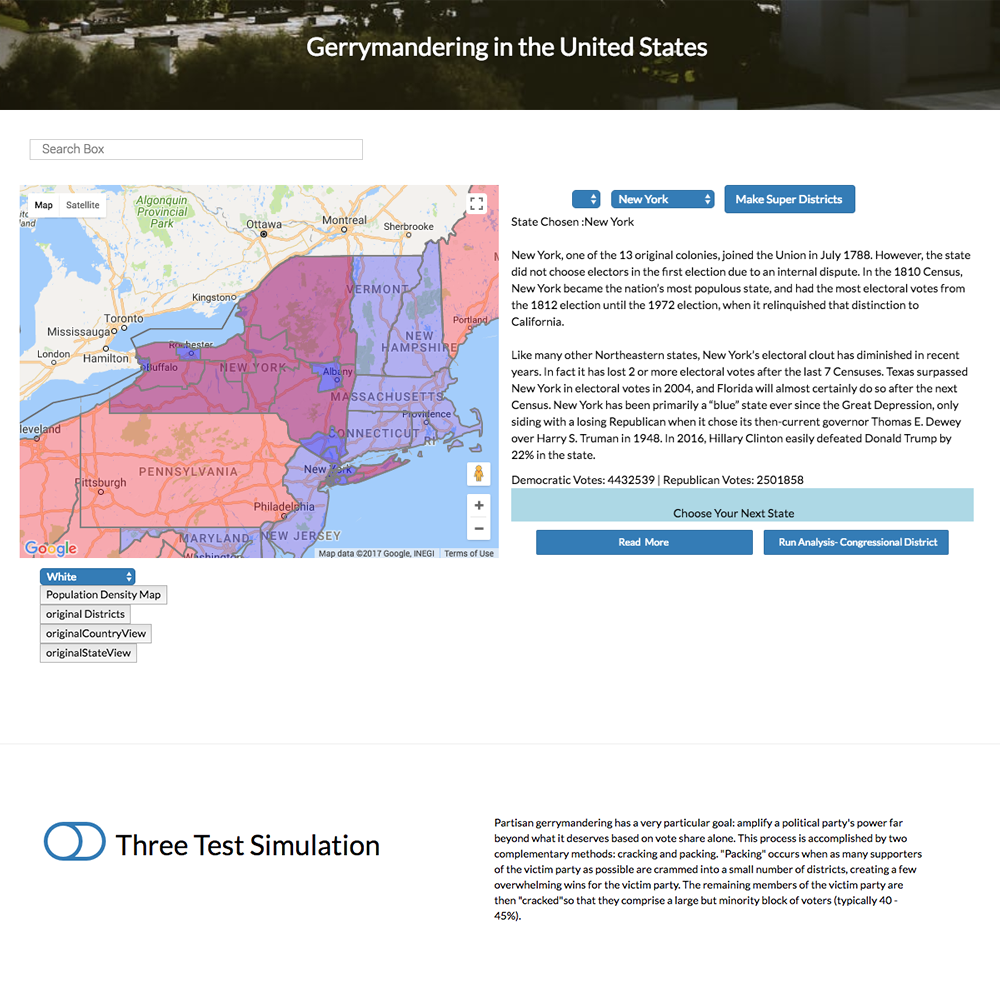 Gerrymandering in the United States
Search Box
Map Satellite
Algonquin
Provincial
Park
Ottawa
Montreal
Sherbrooke
Kingston
Toronto
Mississauga
London
Hamilton
VERMONT
Portland
NEW
HAMPSHIRE
Rochester
Buffalo
NEW YORK
Albany
MASSACHUSETTS
Providence
CONNECTICUT
RI
eveland
New York
PENNSYLVANIA
Pittsburgh
Philadelphia
MARYLAND
NEW JERSEY
Washington
Google
Map data ©2017 Google, INEGI Terms of Use
New York
Make Super Districts
State Chosen :New York
New York, one of the 13 original colonies, joined the Union in July 1788. However, the state
did not choose electors in the first election due to an internal dispute. In the 1810 Census,
New York became the nation's most populous state, and had the most electoral votes from
the 1812 election until the 1972 election, when it relinquished that distinction to
California.
Like many other Northeastern states, New York's electoral clout has diminished in recent
years. In fact it has lost 2 or more electoral votes after the last 7 Censuses. Texas surpassed
New York in electoral votes in 2004, and Florida will almost certainly do so after the next
Census. New York has been primarily a “blue” state ever since the Great Depression, only
siding with a losing Republican when it chose its then-current governor Thomas E. Dewey
over Harry S. Truman in 1948. In 2016, Hillary Clinton easily defeated Donald Trump by
22% in the state.
Democratic Votes: 4432539 | Republican Votes: 2501858
Choose Your Next State
Read More
Run Analysis- Congressional District
White
Population Density Map
original Districts
originalCountryView
originalStateView
Three Test Simulation
Partisan gerrymandering has a very particular goal: amplify a political party's power far
beyond what it deserves based on vote share alone. This process is accomplished by two
complementary methods: cracking and packing. "Packing" occurs when as many supporters
of the victim party as possible are crammed into a small number of districts, creating a few
overwhelming wins for the victim party. The remaining members of the victim party are
then "cracked"so that they comprise a large but minority block of voters (typically 40 -
45%).